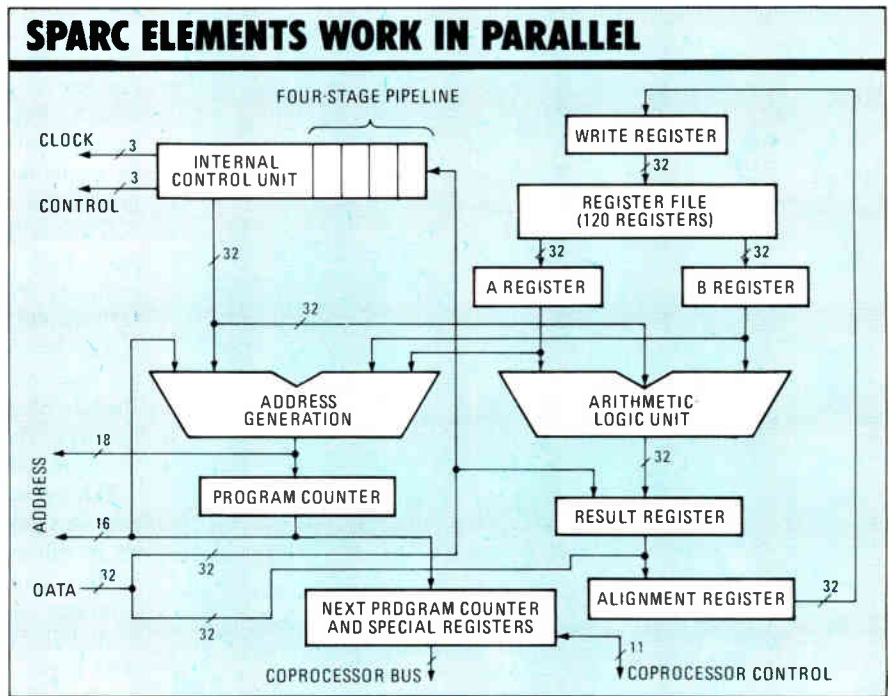 SPARC ELEMENTS WORK IN PARALLEL
FOUR-STAGE PIPELINE
CLOCK
3
INTERNAL
CONTROL UNIT
3
CONTROL
WRITE REGISTER
32
REGISTER FILE
(120 REGISTERS)
32
32
32
A REGISTER
B REGISTER
32
ADDRESS
GENERATION
ARITHMETIC-
LOGIC UNIT
18
32
ADDRESS
PROGRAM COUNTER
RESULT REGISTER
16
32
OATA
32
32
NEXT PRDGRAM COUNTER
AND SPECIAL REGISTERS
ALIGNMENT REGISTER
32
11
COPROCESSOR BUS
COPROCESSOR CONTROL